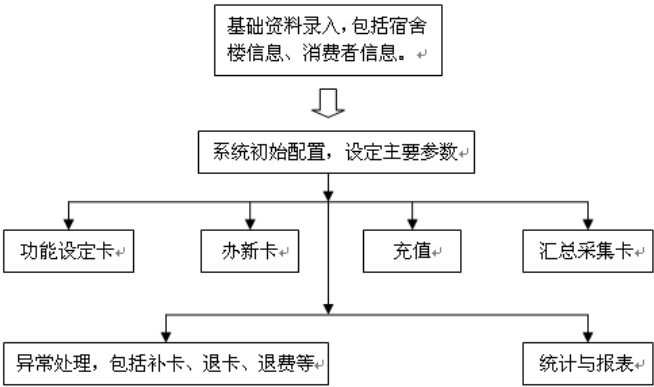 基础资料录入，包括宿舍
楼信息、消费者信息。
系统初始配置，设定主要参数
功能设定卡
办新卡
充值
汇总采集卡
异常处理，包括补卡、退卡、退费等
统计与报表